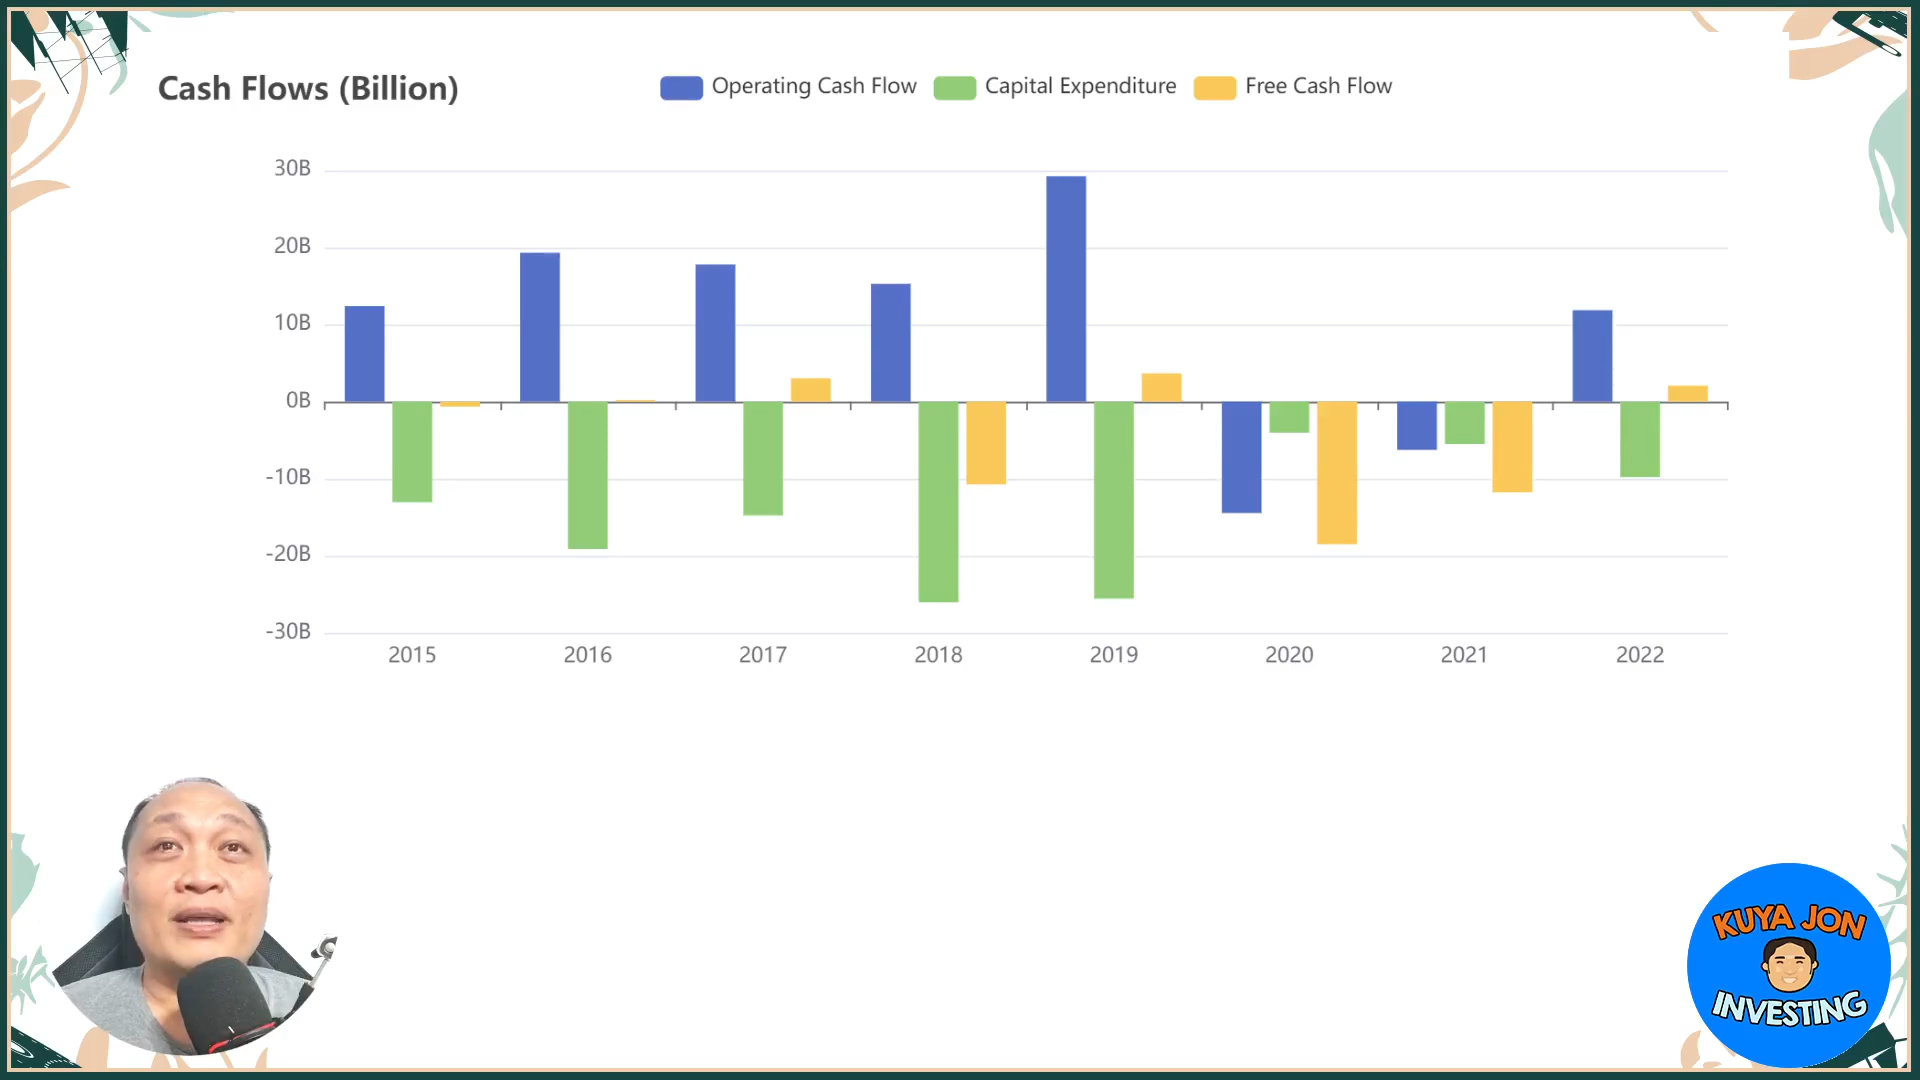 Cash Flows (Billion)
Operating Cash Flow
Capital Expenditure
Free Cash Flow
30B
20B
10B
0B
-10B
-20B
-30B
2015
2016
2017
2018
2019
2020
2021
2022
KUYA JON
INVESTING